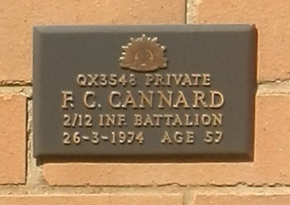 QX3548 PRIVATE
F. C. CANNARD
2/12 INF. BATTALION
26-3-1974 AGE 57